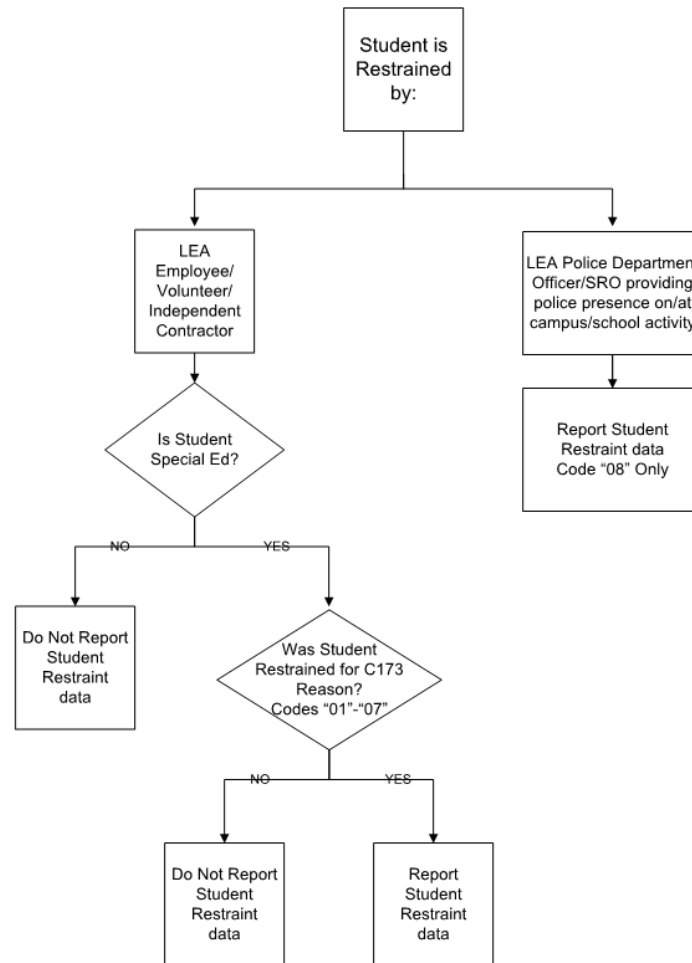 Student is
Restrained
by:
LEA
Employee/
Volunteer/
Independent
Contractor
LEA Police Departmen
Officer/SRO providing
police presence on/at
campus/school activity
Is Student
Special Ed?
Report Student
Restraint data
Code “08” Only
NO
YES
Do Not Report
Student
Restraint
data
Was Student
Restrained for C173
Reason?
Codes “01”-“07”
NO
YES
Do Not Report
Student
Restraint
data
Report
Student
Restraint
data